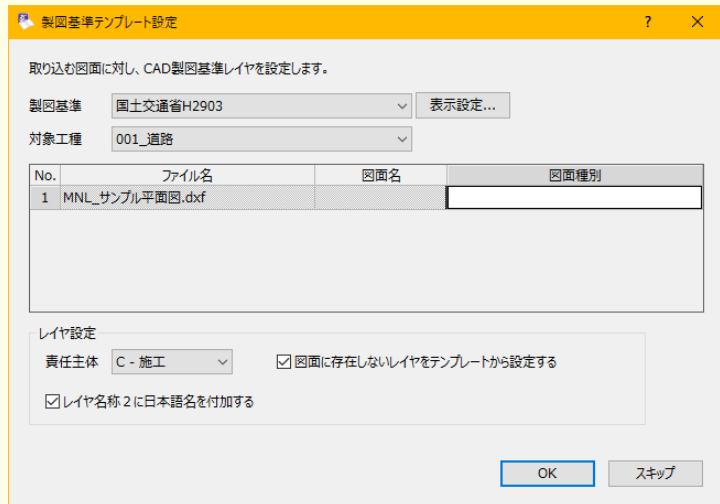 製図基準テンプレート設定
?
取り込む図面に対し、CAD製図基準レイヤを設定します。
製図基準 国土交通省H2903 表示設定...
対象工種 001_道路
No. ファイル名 図面名 図面種別
1 MNL_サンプル平面図.dxf
レイヤ設定
責任主体 C - 施工 図面に存在しないレイヤをテンプレートから設定する
レイヤ名称２に日本語名を付加する
OK スキップ